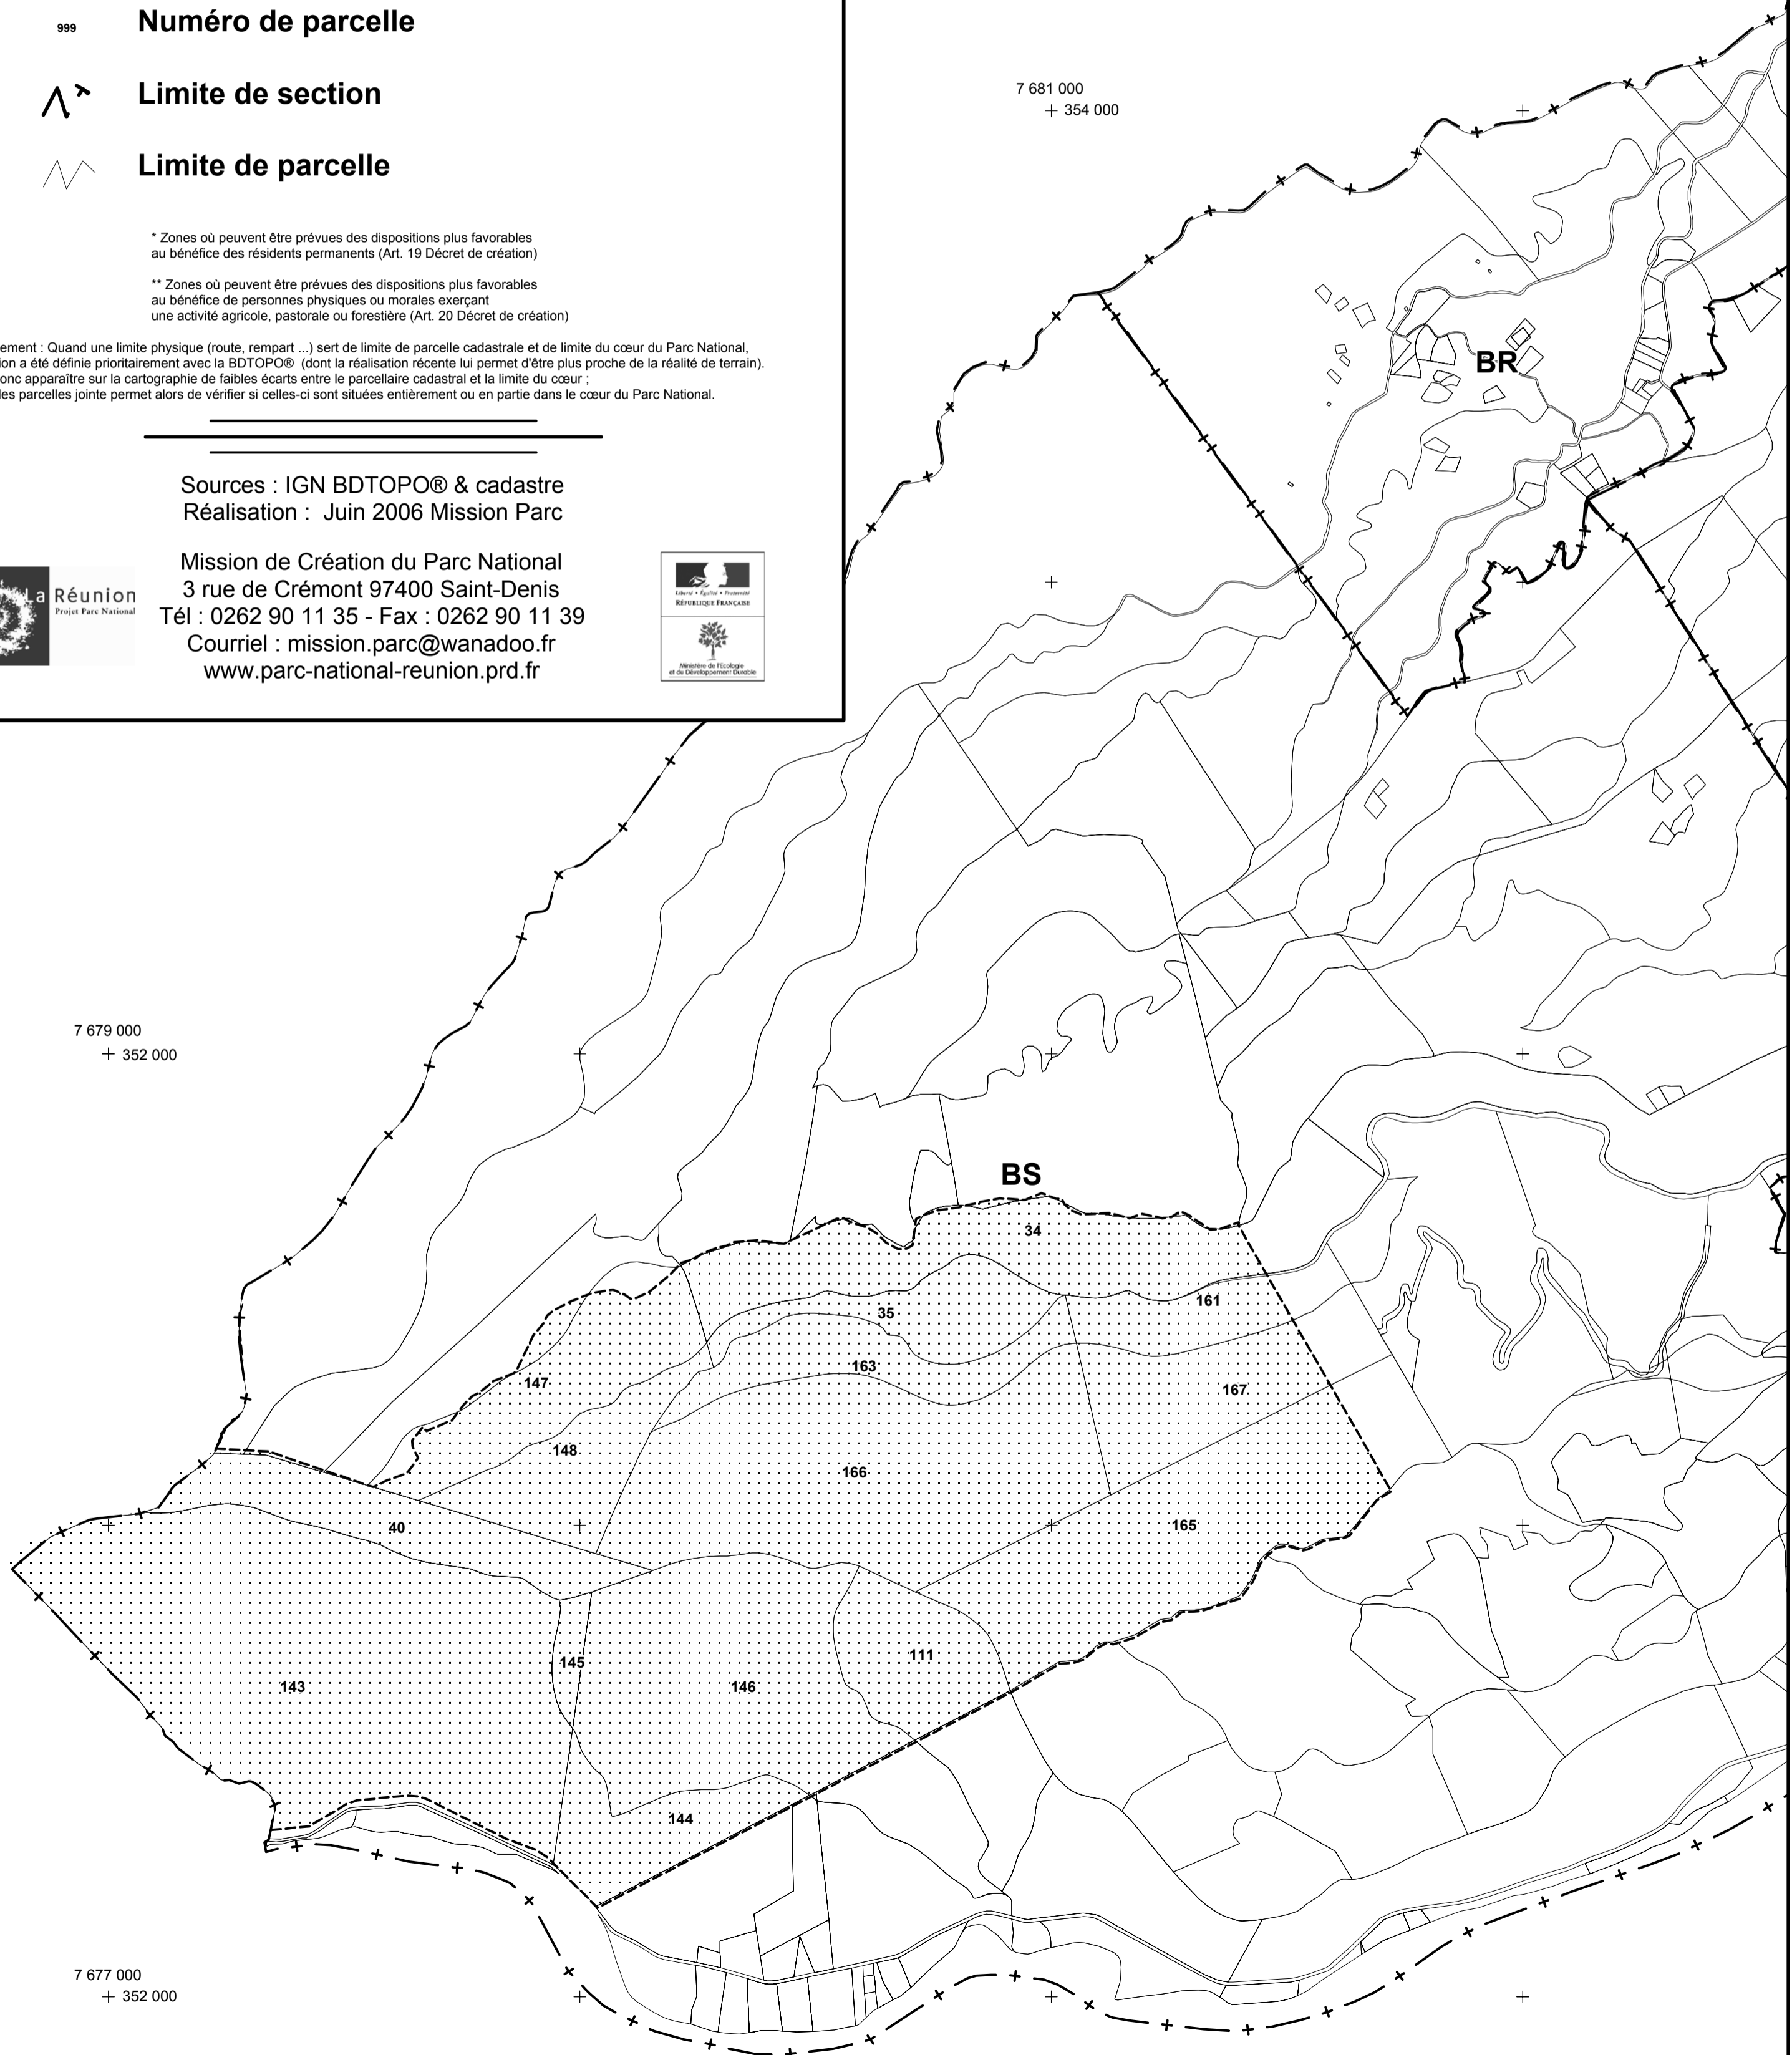 999 Numéro de parcelle
Limite de section
Limite de parcelle
* Zones où peuvent être prévues des dispositions plus favorables
au bénéfice des résidents permanents (Art. 19 Décret de création)
** Zones où peuvent être prévues des dispositions plus favorables
au bénéfice de personnes physiques ou morales exerçant
une activité agricole, pastorale ou forestière (Art. 20 Décret de création)
ement : Quand une limite physique (route, rempart ...) sert de limite de parcelle cadastrale et de limite du cœur du Parc National,
ion a été définie prioritairement avec la BDTOPO® (dont la réalisation récente lui permet d'être plus proche de la réalité de terrain).
onc apparaître sur la cartographie de faibles écarts entre le parcellaire cadastral et la limite du cœur ;
les parcelles jointe permet alors de vérifier si celles-ci sont situées entièrement ou en partie dans le cœur du Parc National.
Sources : IGN BDTOPO® & cadastre
Réalisation : Juin 2006 Mission Parc
Mission de Création du Parc National
3 rue de Crémont 97400 Saint-Denis
Tél : 0262 90 11 35 - Fax : 0262 90 11 39
Courriel : mission.parc@wanadoo.fr
www.parc-national-reunion.prd.fr
La Réunion
Projet Parc National
Liberté • Égalité • Fraternité
RÉPUBLIQUE FRANÇAISE
Ministère de l'Ecologie
et du Développement Durable
7 681 000
354 000
BR
7 679 000
352 000
BS
34
161
35
163
147
167
148
166
40
165
145
111
143
146
144
7 677 000
352 000